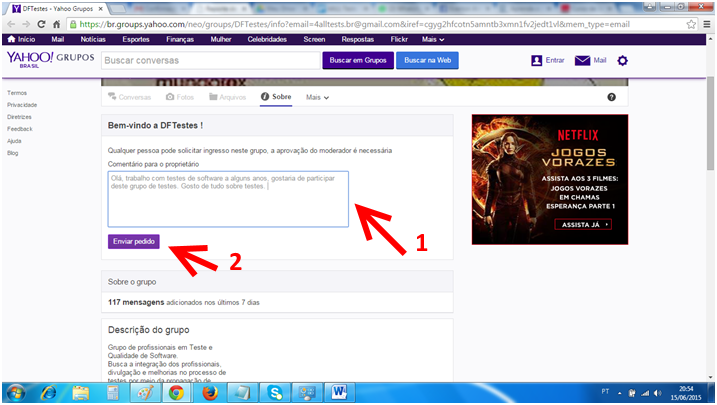 DFTestes - Yahoo Grupos
https://br.groups.yahoo.com/neo/groups/DFTestes/info?email=4alltests.br@gmail.com&iref=cgyg2hfcotn5amntb3xmn1fv2jedt1vl&mem_type=email
Início Mail Notícias Esportes Finanças Mulher Celebridades Screen Respostas Flickr Mais
YAHOO! GRUPOS
BRASIL
Buscar conversas
Buscar em Grupos
Buscar na Web
Entrar
Mail
Termos
Privacidade
Diretrizes
Feedback
Ajuda
Blog
Conversas Fotos Arquivos Sobre Mais
Bem-vindo a DFTestes !
Qualquer pessoa pode solicitar ingresso neste grupo, a aprovação do moderador é necessária
Comentário para o proprietário
Olá, trabalho com testes de software a alguns anos, gostaria de participar
deste grupo de testes. Gosto de tudo sobre testes.
Enviar pedido
1
2
NETFLIX
JOGOS
VORAZES
ASSISTA AOS 3 FILMES:
JOGOS VORAZES
EM CHAMAS
ESPERANÇA PARTE 1
ASSISTA JÁ
Sobre o grupo
117 mensagens adicionados nos últimos 7 dias
Descrição do grupo
Grupo de profissionais em Teste e
Qualidade de Software.
Busca a integração dos profissionais,
divulgação e melhorias no processo de
testes por meio da propagação de
PT
20:54
15/06/2015